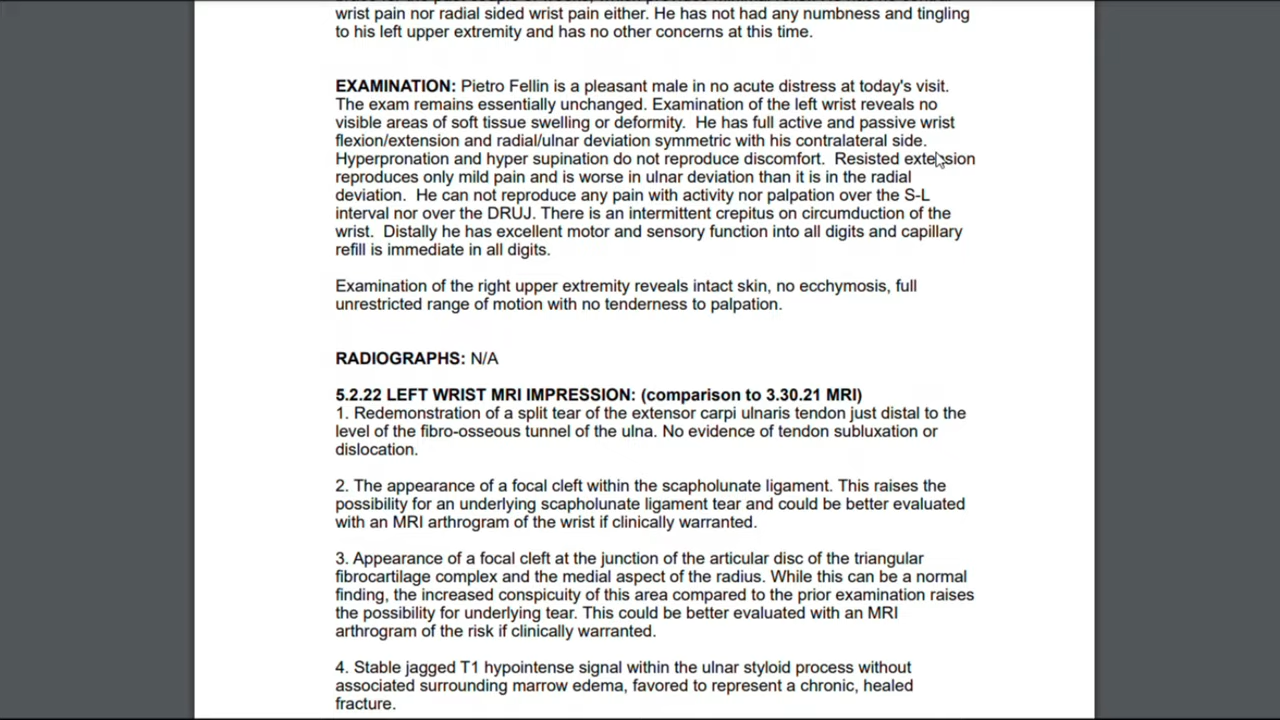 wrist pain nor radial sided wrist pain either. He has not had any numbness and tingling
to his left upper extremity and has no other concerns at this time.
EXAMINATION: Pietro Fellin is a pleasant male in no acute distress at today's visit.
The exam remains essentially unchanged. Examination of the left wrist reveals no
visible areas of soft tissue swelling or deformity.  He has full active and passive wrist
flexion/extension and radial/ulnar deviation symmetric with his contralateral side.
Hyperpronation and hyper supination do not reproduce discomfort.  Resisted extension
reproduces only mild pain and is worse in ulnar deviation than it is in the radial
deviation.  He can not reproduce any pain with activity nor palpation over the S-L
interval nor over the DRUJ. There is an intermittent crepitus on circumduction of the
wrist.  Distally he has excellent motor and sensory function into all digits and capillary
refill is immediate in all digits.
Examination of the right upper extremity reveals intact skin, no ecchymosis, full
unrestricted range of motion with no tenderness to palpation.
RADIOGRAPHS: N/A
5.2.22 LEFT WRIST MRI IMPRESSION: (comparison to 3.30.21 MRI)
1. Redemonstration of a split tear of the extensor carpi ulnaris tendon just distal to the
level of the fibro-osseous tunnel of the ulna. No evidence of tendon subluxation or
dislocation.
2. The appearance of a focal cleft within the scapholunate ligament. This raises the
possibility for an underlying scapholunate ligament tear and could be better evaluated
with an MRI arthrogram of the wrist if clinically warranted.
3. Appearance of a focal cleft at the junction of the articular disc of the triangular
fibrocartilage complex and the medial aspect of the radius. While this can be a normal
finding, the increased conspicuity of this area compared to the prior examination raises
the possibility for underlying tear. This could be better evaluated with an MRI
arthrogram of the risk if clinically warranted.
4. Stable jagged T1 hypointense signal within the ulnar styloid process without
associated surrounding marrow edema, favored to represent a chronic, healed
fracture.